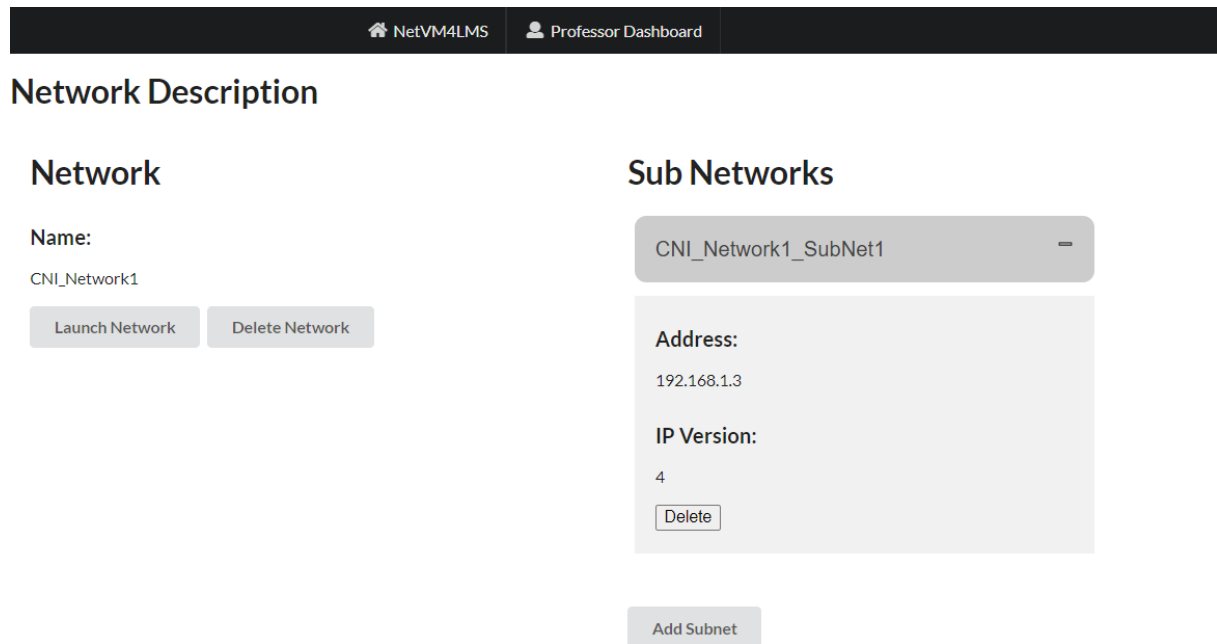 NetVM4LMS Professor Dashboard
Network Description
Network
Name:
CNI_Network1
Launch Network Delete Network
Sub Networks
CNI_Network1_SubNet1
Address:
192.168.1.3
IP Version:
4
Delete
Add Subnet